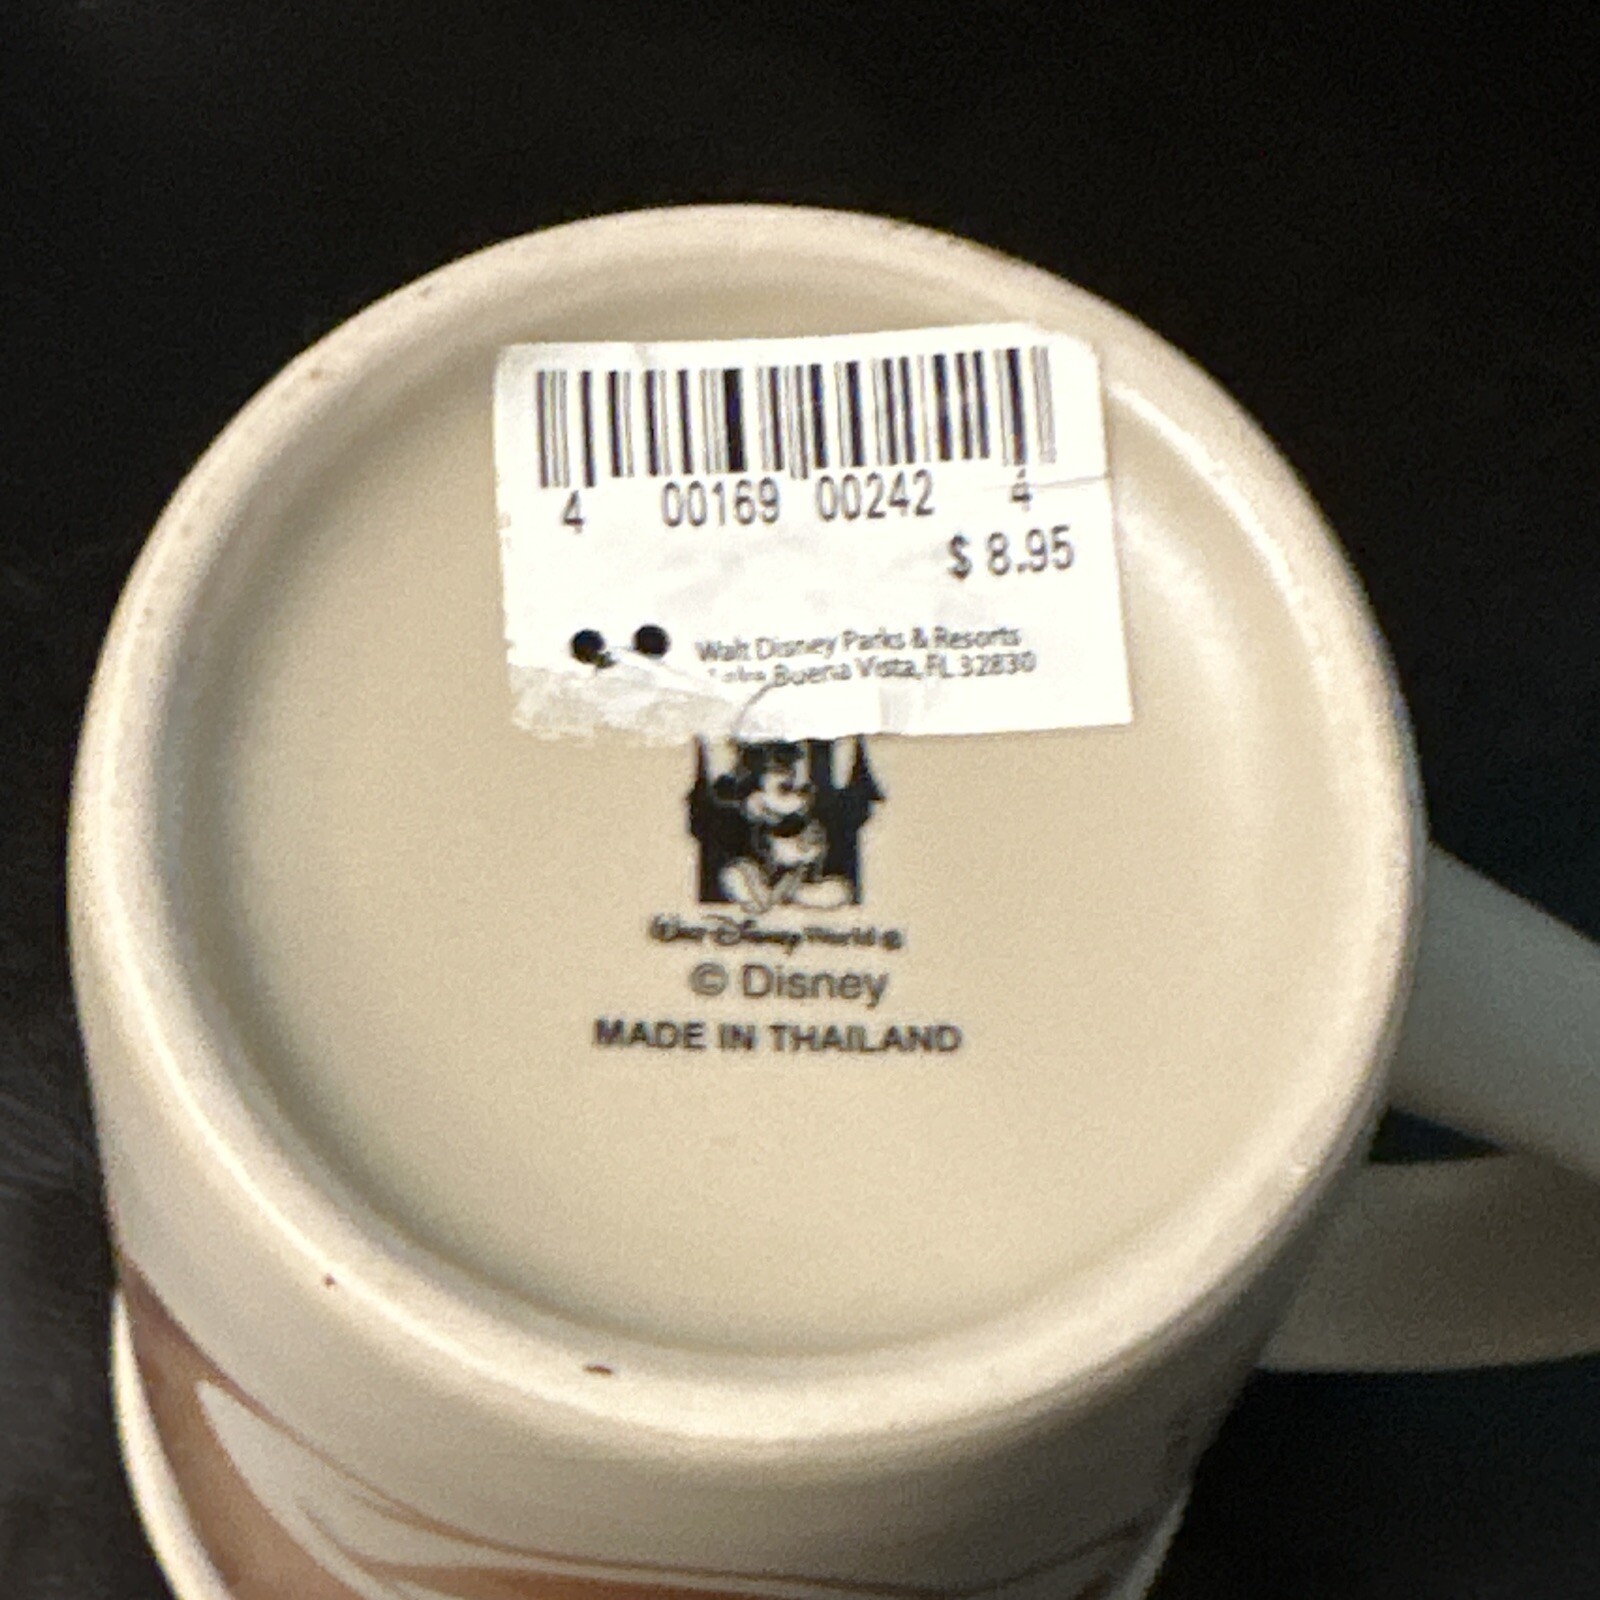 4 00169 00242 4
$ 8.95
Walt Disney Parks & Resorts
Lake Buena Vista, FL 32830
Walt Disney World ®
© Disney
MADE IN THAILAND